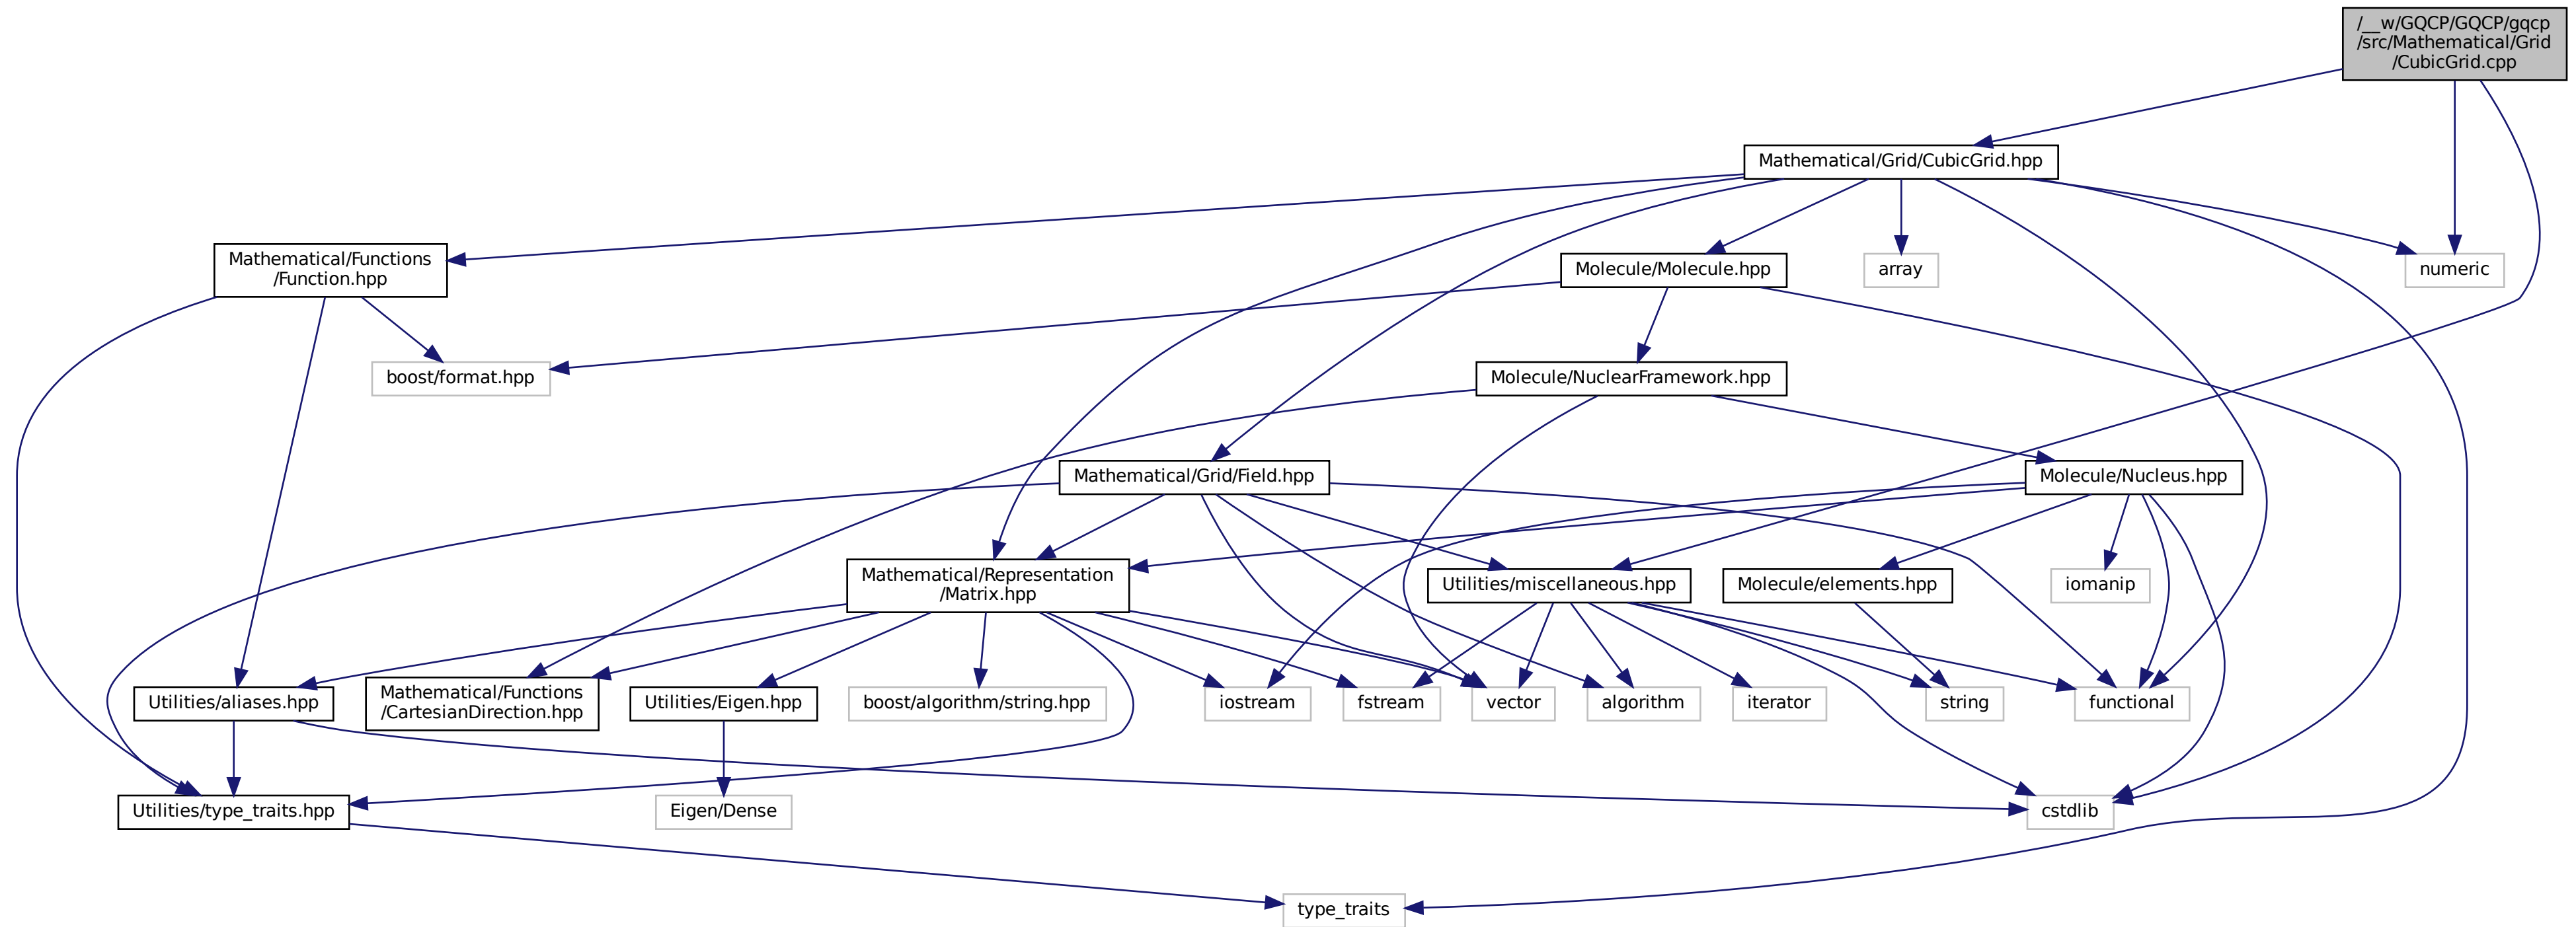 /__w/GQCP/GQCP/gqcp
/src/Mathematical/Grid
/CubicGrid.cpp
Mathematical/Grid/CubicGrid.hpp
Mathematical/Functions
/Function.hpp
Molecule/Molecule.hpp
array
numeric
boost/format.hpp
Molecule/NuclearFramework.hpp
Mathematical/Grid/Field.hpp
Molecule/Nucleus.hpp
Mathematical/Representation
/Matrix.hpp
Utilities/miscellaneous.hpp
Molecule/elements.hpp
iomanip
Utilities/aliases.hpp
Mathematical/Functions
/CartesianDirection.hpp
Utilities/Eigen.hpp
boost/algorithm/string.hpp
iostream
fstream
vector
algorithm
iterator
string
functional
Utilities/type_traits.hpp
Eigen/Dense
cstdlib
type_traits